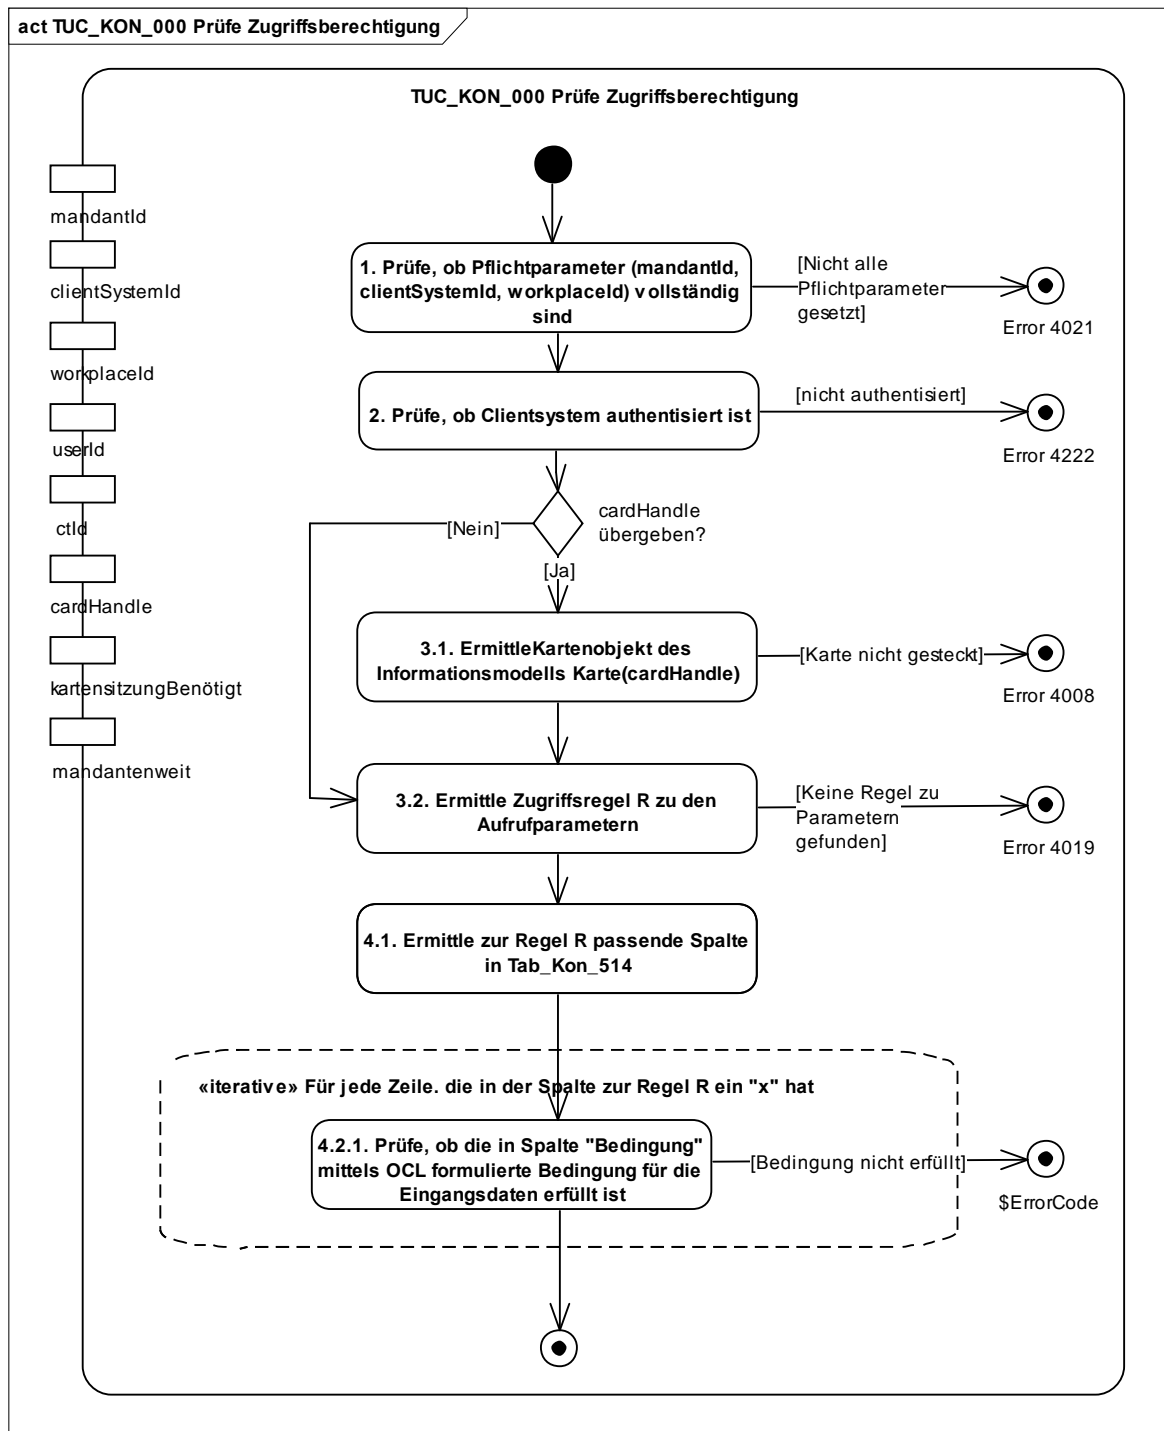 act TUC_KON_000 Prüfe Zugriffsberechtigung
TUC_KON_000 Prüfe Zugriffsberechtigung
mandantId
clientSystemId
workplaceId
userId
ctId
cardHandle
kartensitzungBenötigt
mandantenweit
1. Prüfe, ob Pflichtparameter (mandantId,
clientSystemId, workplaceId) vollständig
sind
[Nicht alle
Pflichtparameter
gesetzt]
Error 4021
2. Prüfe, ob Clientsystem authentisiert ist
[nicht authentisiert]
Error 4222
cardHandle
übergeben?
[Nein]
[Ja]
3.1. ErmittleKartenobjekt des
Informationsmodells Karte(cardHandle)
[Karte nicht gesteckt]
Error 4008
3.2. Ermittle Zugriffsregel R zu den
Aufrufparametern
[Keine Regel zu
Parametern
gefunden]
Error 4019
4.1. Ermittle zur Regel R passende Spalte
in Tab_Kon_514
«iterative» Für jede Zeile. die in der Spalte zur Regel R ein "x" hat
4.2.1. Prüfe, ob die in Spalte "Bedingung"
mittels OCL formulierte Bedingung für die
Eingangsdaten erfüllt ist
[Bedingung nicht erfüllt]
$ErrorCode